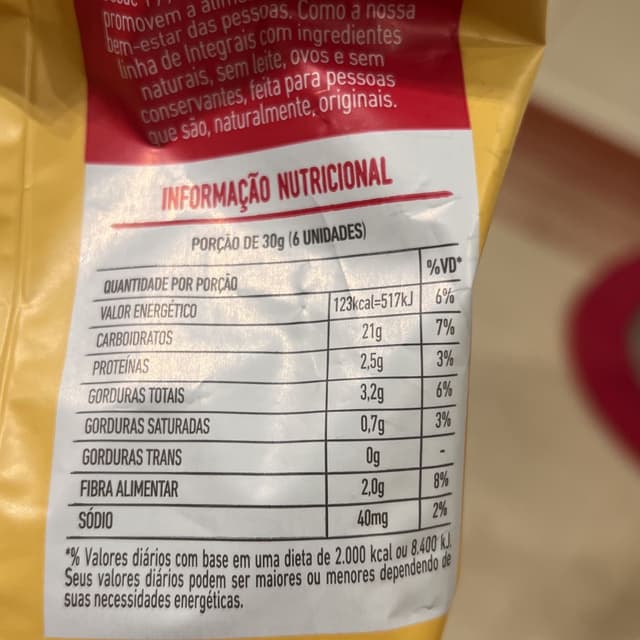 promovem a
bem-estar das pessoas. Como a nossa
linha de Integrais com ingredientes
naturais, sem leite, ovos e sem
conservantes, feita para pessoas
que são, naturalmente, originais.
INFORMAÇÃO NUTRICIONAL
PORÇÃO DE 30g (6 UNIDADES)
QUANTIDADE POR PORÇÃO %VD*
VALOR ENERGÉTICO 123kcal=517kJ 6%
CARBOIDRATOS 21g 7%
PROTEÍNAS 2,5g 3%
GORDURAS TOTAIS 3,2g 6%
GORDURAS SATURADAS 0,7g 3%
GORDURAS TRANS 0g -
FIBRA ALIMENTAR 2,0g 8%
SÓDIO 40mg 2%
*% Valores diários com base em uma dieta de 2.000 kcal ou 8.400 kJ.
Seus valores diários podem ser maiores ou menores dependendo de
suas necessidades energéticas.